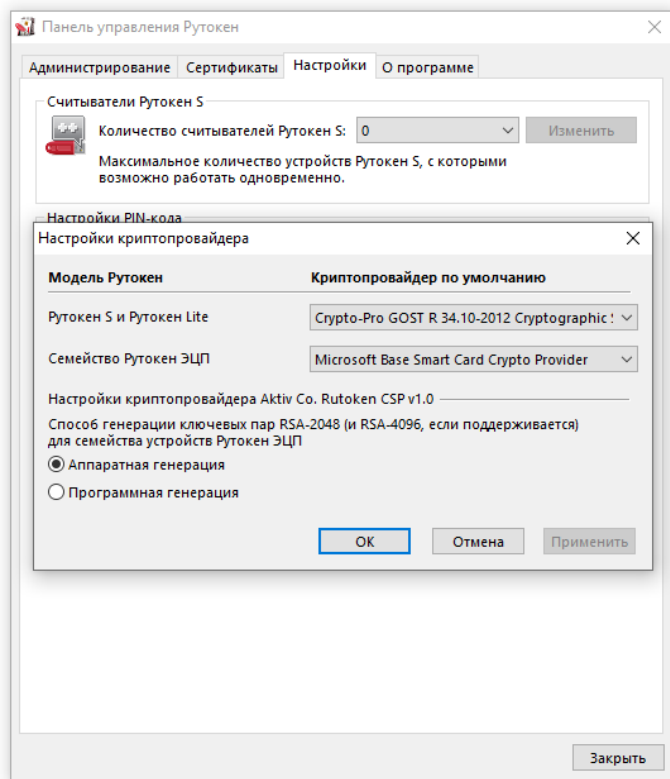 Панель управления Рутокен
Администрирование Сертификаты Настройки О программе
Считыватели Рутокен S
Количество считывателей Рутокен S: 0 Изменить
Максимальное количество устройств Рутокен S, с которыми
возможно работать одновременно.
Настройки PIN-кода
Настройки криптопровайдера
Модель Рутокен Криптопровайдер по умолчанию
Рутокен S и Рутокен Lite Crypto-Pro GOST R 34.10-2012 Cryptographic
Семейство Рутокен ЭЦП Microsoft Base Smart Card Crypto Provider
Настройки криптопровайдера Aktiv Co. Rutoken CSP v1.0
Способ генерации ключевых пар RSA-2048 (и RSA-4096, если поддерживается)
для семейства устройств Рутокен ЭЦП
Аппаратная генерация
Программная генерация
ОК Отмена Применить
Закрыть